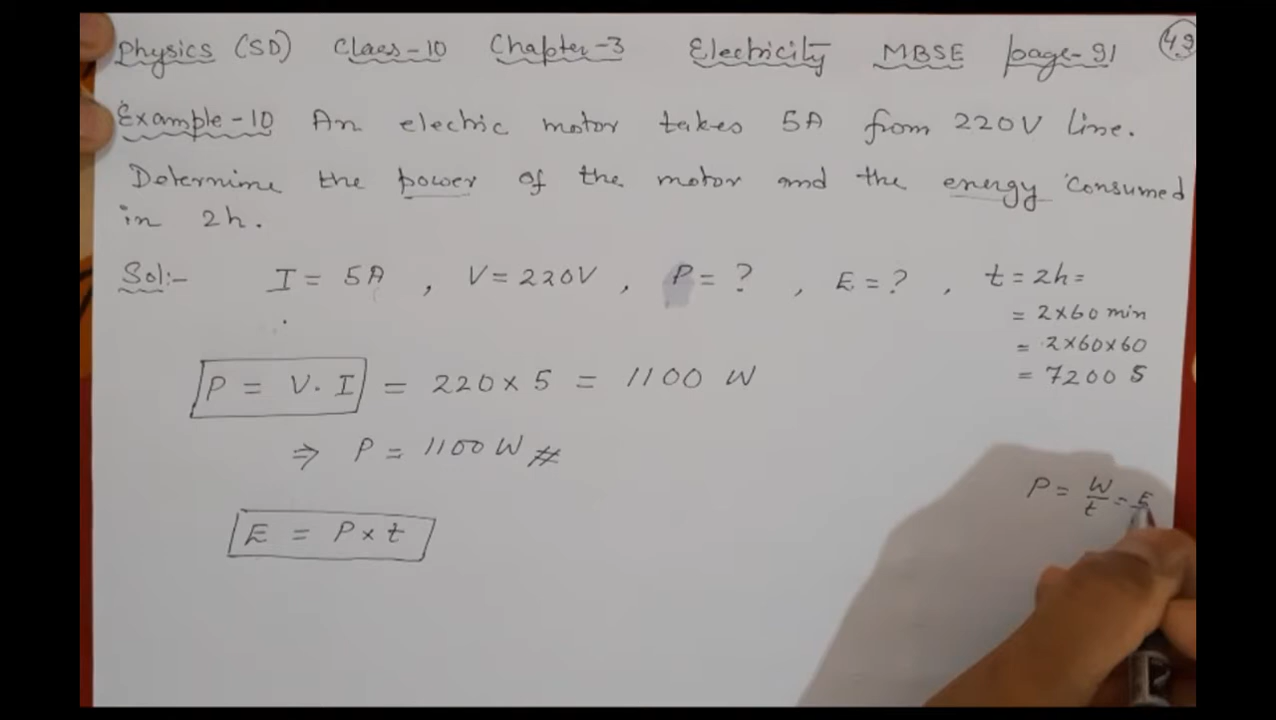 Physics (SD) Class-10 Chapter-3 Electricity MBSE page-91 49
Example-10 An electric motor takes 5A from 220V line.
Determine the power of the motor and the energy consumed
in 2h.
Sol:- I = 5A , V = 220V , P = ? , E = ? , t = 2h =
= 2×60 min
= 2×60×60
= 7200 S
P = V. I = 220 × 5 = 1100 W
⇒ P = 1100 W #
P = W/t =
E = P × t